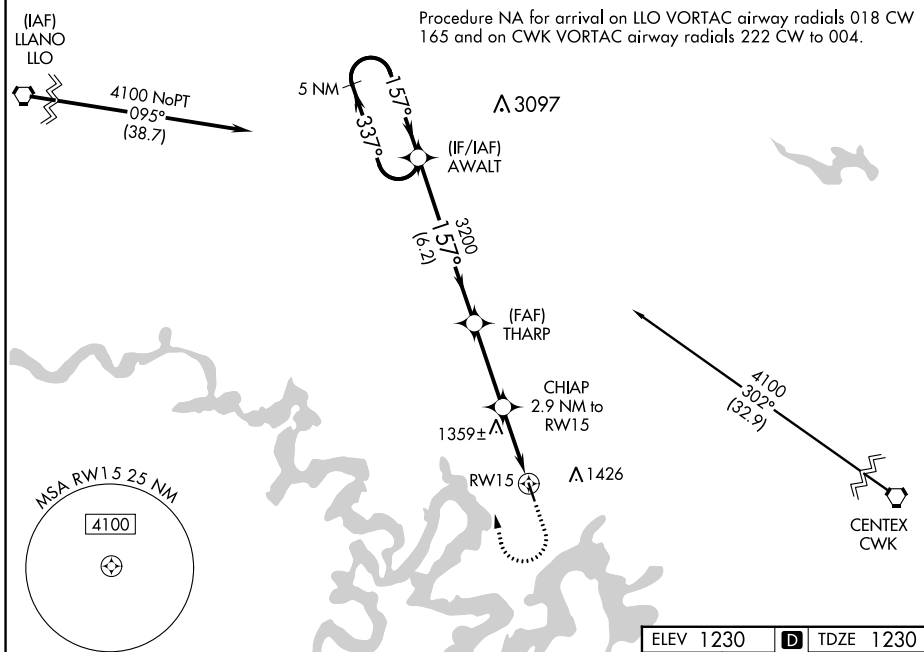 Procedure NA for arrival on LLO VORTAC airway radials 018 CW
165 and on CWK VORTAC airway radials 222 CW to 004.
(IAF)
LLANO
LLO
4100 NoPT
095°
(38.7)
5 NM
157°
337°
3097
(IF/IAF)
AWALT
3200
157°
(6.2)
(FAF)
THARP
CHIAP
2.9 NM to
RW15
1359±
RW15
1426
4100
302°
(32.9)
CENTEX
CWK
MSA RW15 25 NM
4100
ELEV 1230 D TDZE 1230